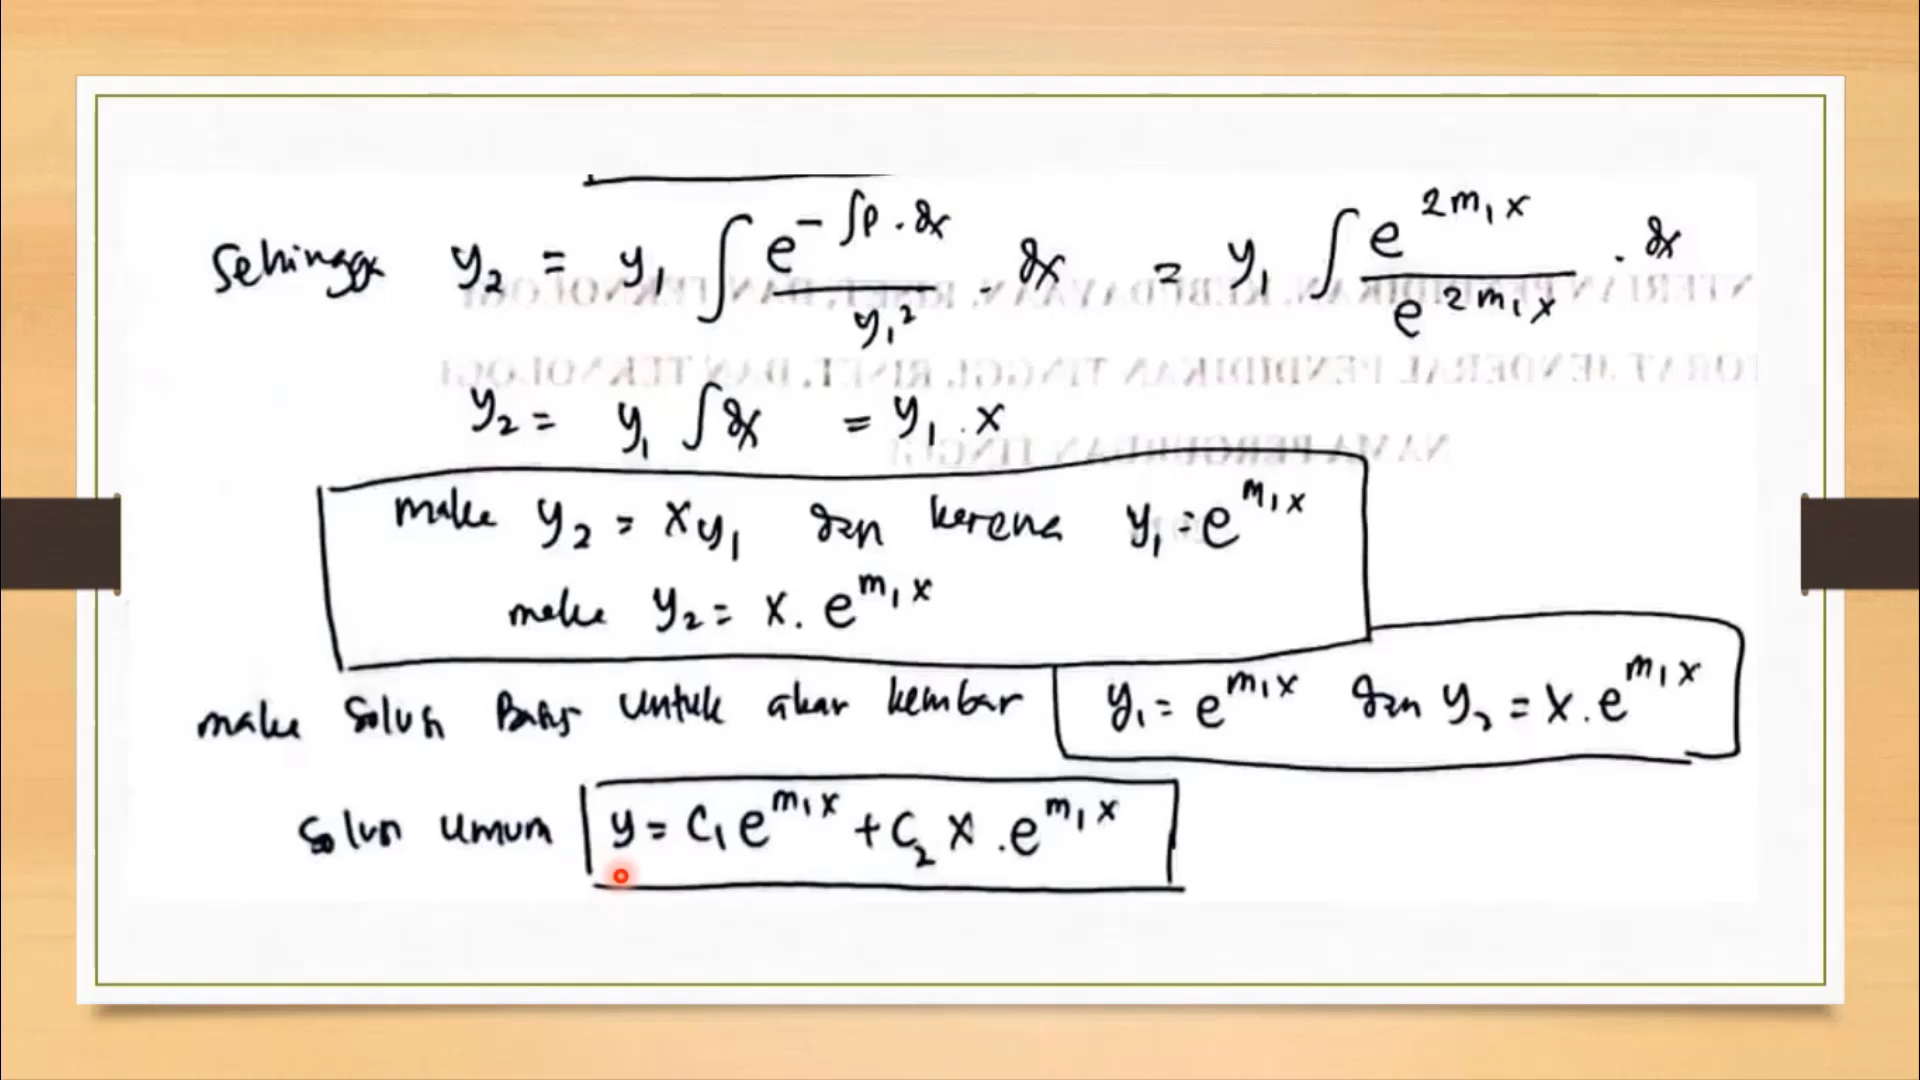 Sehingga y₂ = y₁ ∫ e^(-∫p.dx) / y₁² . dx = y₁ ∫ e^(2m₁x) / e^(2m₁x) . dx
y₂ = y₁ ∫dx = y₁ . x
maka y₂ = xy₁ dan karena y₁ = e^(m₁x)
maka y₂ = x. e^(m₁x)
maka Solusi Basis untuk akar kembar y₁ = e^(m₁x) dan y₂ = x . e^(m₁x)
Solusi umum y = C₁e^(m₁x) + C₂ x . e^(m₁x)